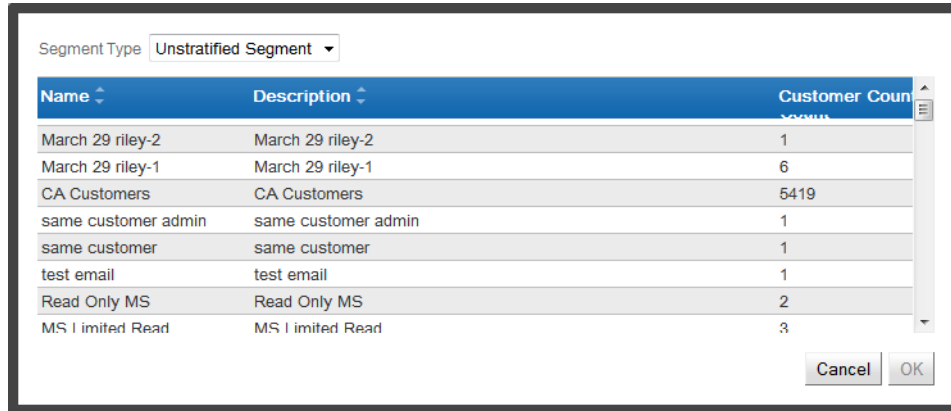 Segment Type Unstratified Segment
Name Description Customer Count
Count
March 29 riley-2 March 29 riley-2 1
March 29 riley-1 March 29 riley-1 6
CA Customers CA Customers 5419
same customer admin same customer admin 1
same customer same customer 1
test email test email 1
Read Only MS Read Only MS 2
MS Limited Read MS Limited Read 3
Cancel OK